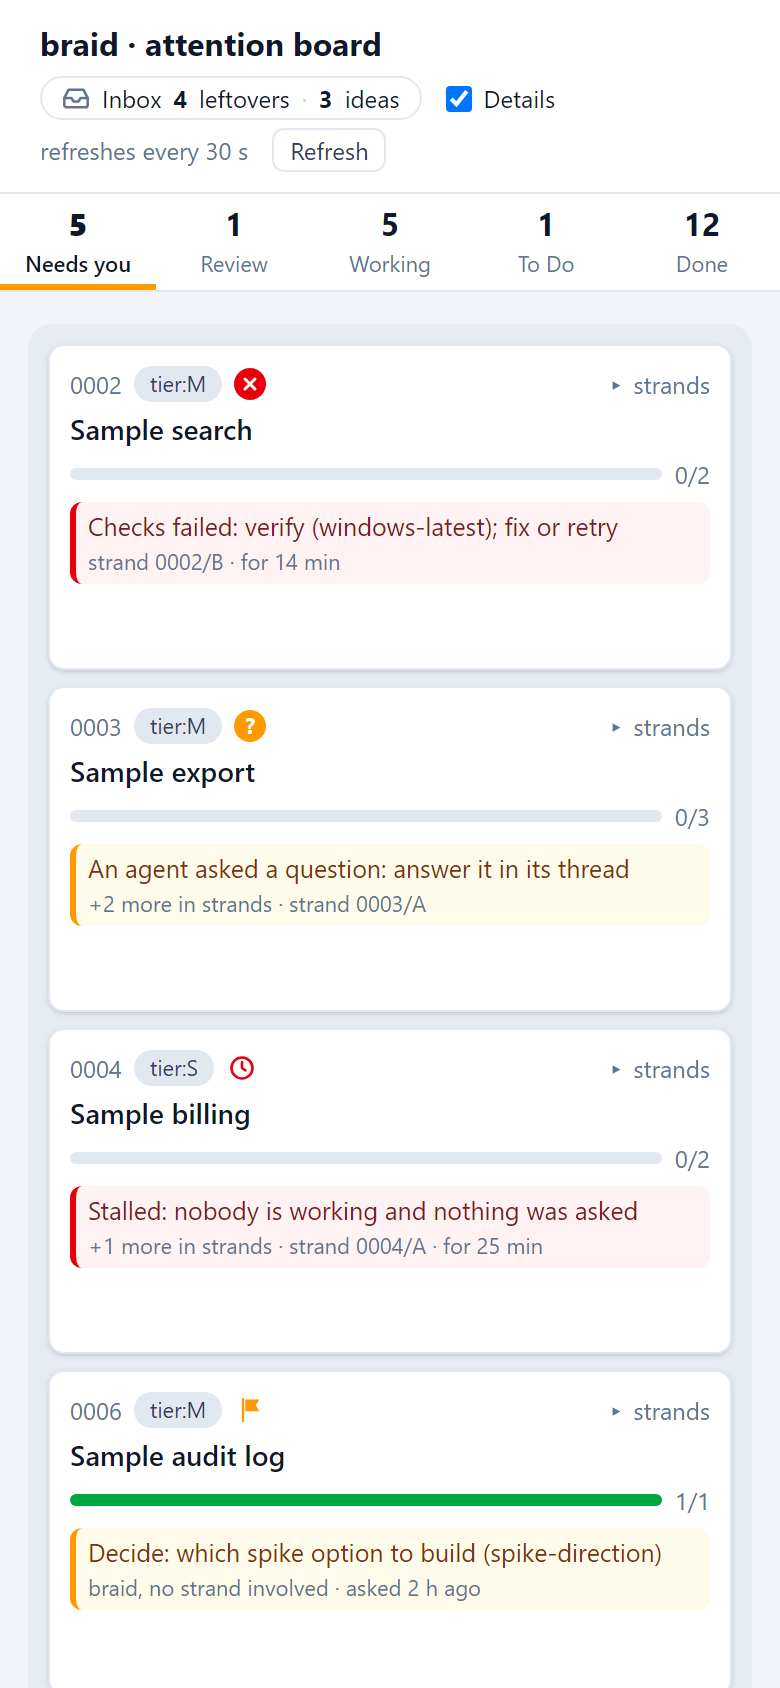 braid · attention board
Inbox 4 leftovers · 3 ideas
Details
refreshes every 30 s
Refresh
5
Needs you
1
Review
5
Working
1
To Do
12
Done
0002 tier:M
▸ strands
Sample search
0/2
Checks failed: verify (windows-latest); fix or retry
strand 0002/B · for 14 min
0003 tier:M ?
▸ strands
Sample export
0/3
An agent asked a question: answer it in its thread
+2 more in strands · strand 0003/A
0004 tier:S
▸ strands
Sample billing
0/2
Stalled: nobody is working and nothing was asked
+1 more in strands · strand 0004/A · for 25 min
0006 tier:M
▸ strands
Sample audit log
1/1
Decide: which spike option to build (spike-direction)
braid, no strand involved · asked 2 h ago